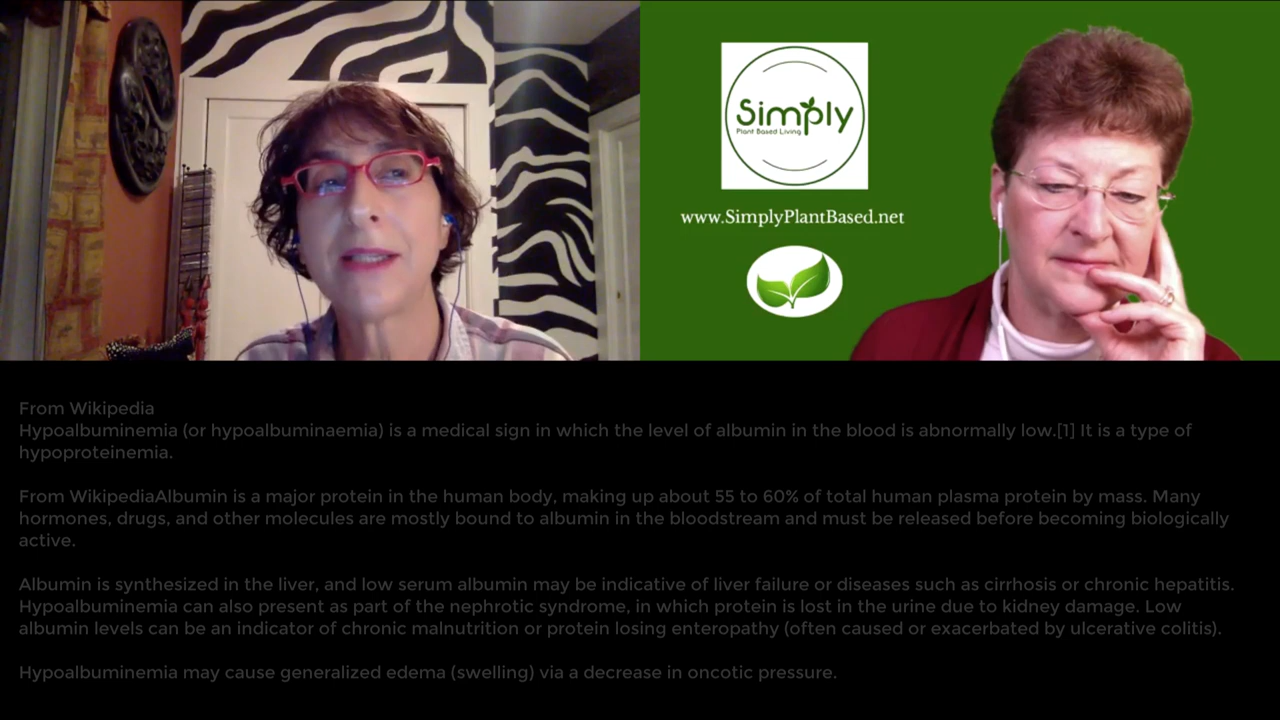 Simply
Plant Based Living
www.SimplyPlantBased.net
From Wikipedia
Hypoalbuminemia (or hypoalbuminaemia) is a medical sign in which the level of albumin in the blood is abnormally low.[1] It is a type of
hypoproteinemia.
From WikipediaAlbumin is a major protein in the human body, making up about 55 to 60% of total human plasma protein by mass. Many
hormones, drugs, and other molecules are mostly bound to albumin in the bloodstream and must be released before becoming biologically
active.
Albumin is synthesized in the liver, and low serum albumin may be indicative of liver failure or diseases such as cirrhosis or chronic hepatitis.
Hypoalbuminemia can also present as part of the nephrotic syndrome, in which protein is lost in the urine due to kidney damage. Low
albumin levels can be an indicator of chronic malnutrition or protein losing enteropathy (often caused or exacerbated by ulcerative colitis).
Hypoalbuminemia may cause generalized edema (swelling) via a decrease in oncotic pressure.